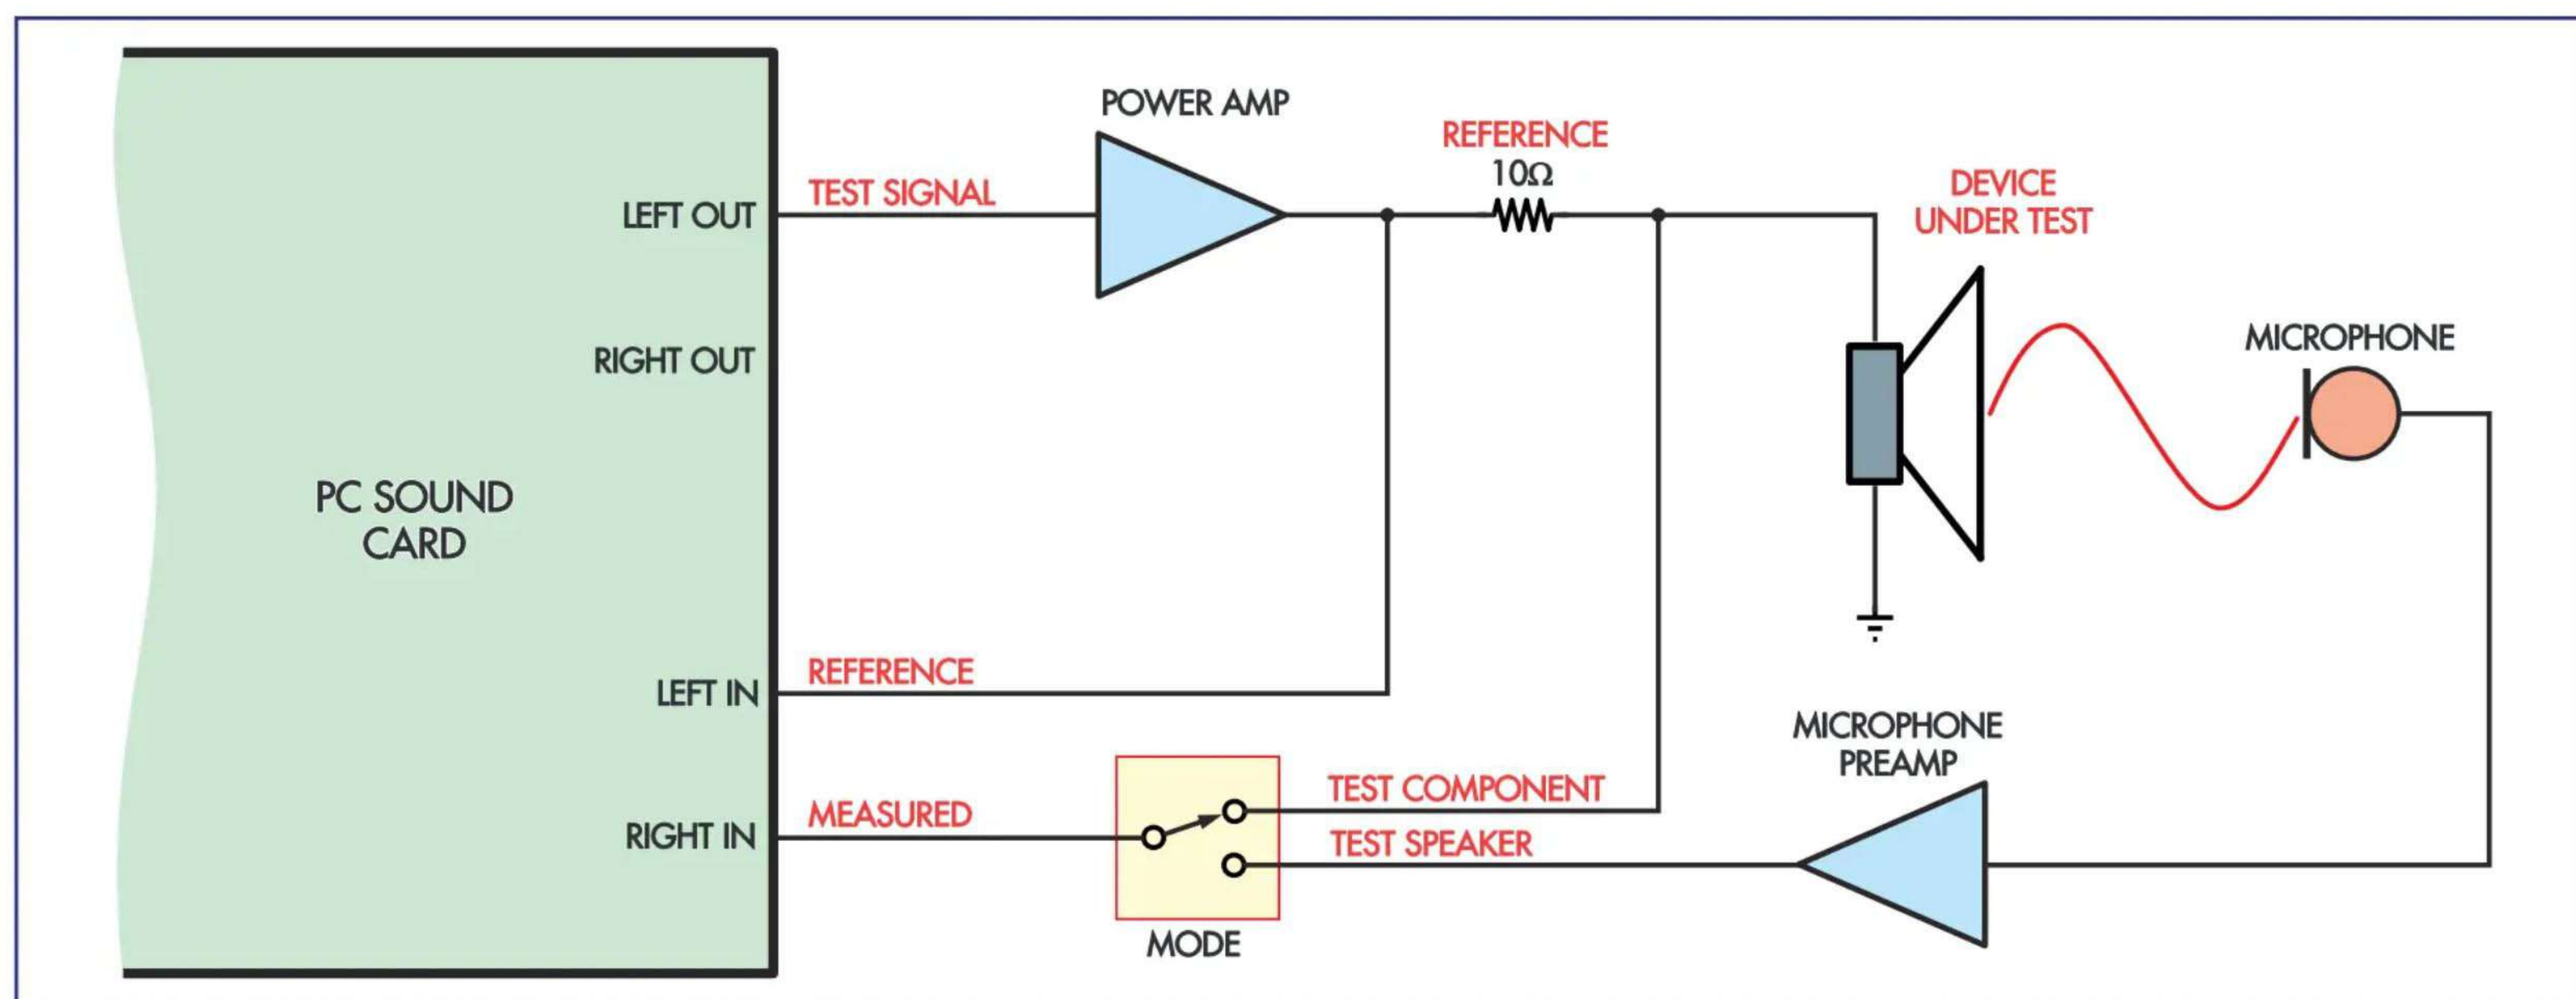 POWER AMP
REFERENCE
10Ω
DEVICE
UNDER TEST
TEST SIGNAL
LEFT OUT
RIGHT OUT
MICROPHONE
PC SOUND
CARD
REFERENCE
LEFT IN
MICROPHONE
PREAMP
TEST COMPONENT
MEASURED
TEST SPEAKER
RIGHT IN
MODE